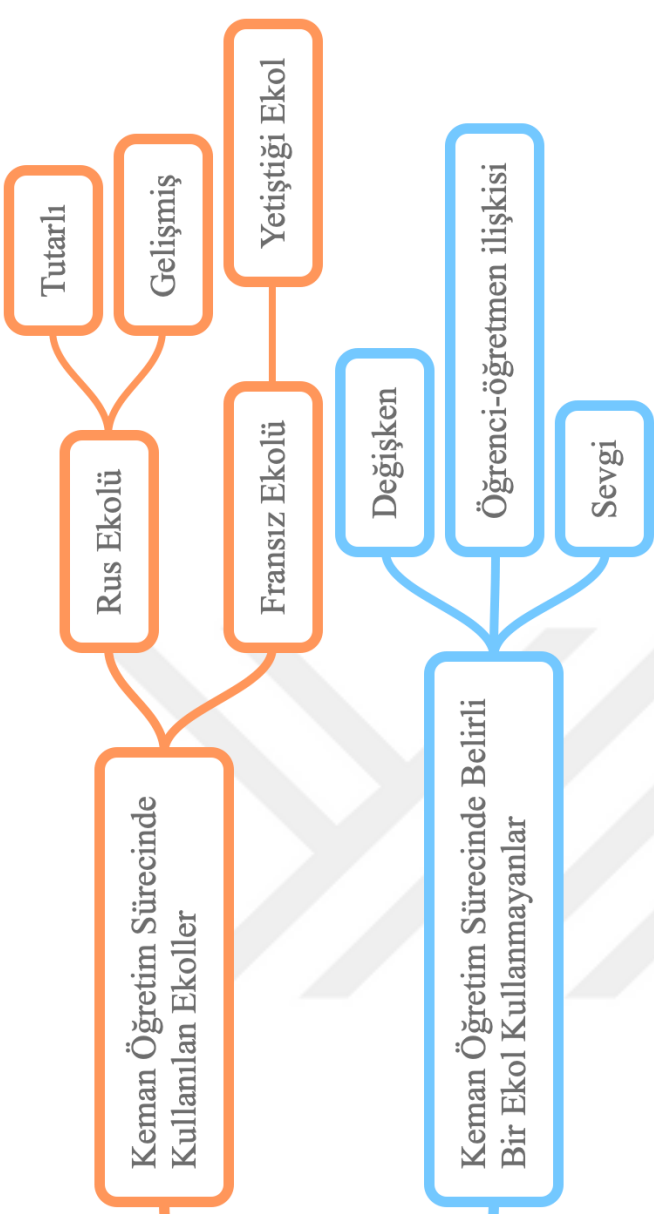 Keman Öğretim Sürecinde
Kullanılan Ekoller
Rus Ekolü
Tutarlı
Gelişmiş
Fransız Ekolü
Yetiştiği Ekol
Keman Öğretim Sürecinde Belirli
Bir Ekol Kullanmayanlar
Değişken
Öğrenci-öğretmen ilişkisi
Sevgi